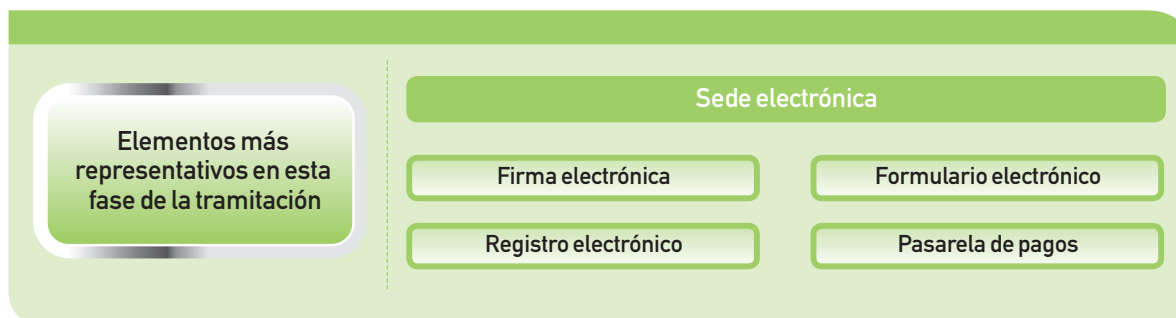 Elementos más
representativos en esta
fase de la tramitación
Sede electrónica
Firma electrónica
Formulario electrónico
Registro electrónico
Pasarela de pagos